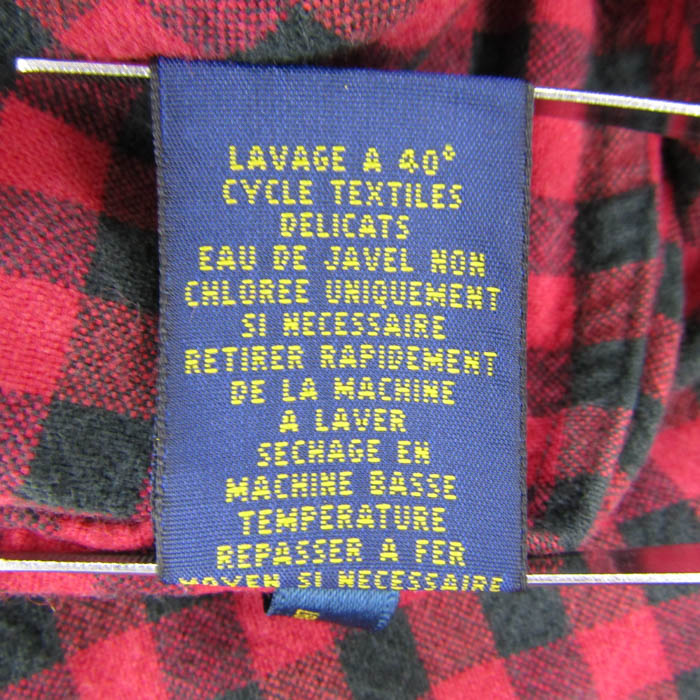 LAVAGE A 40°
CYCLE TEXTILES
DELICATS
EAU DE JAVEL NON
CHLOREE UNIQUEMENT
SI NECESSAIRE
RETIRER RAPIDEMENT
DE LA MACHINE
A LAVER
SECHAGE EN
MACHINE BASSE
TEMPERATURE
REPASSER A FER
MOYEN SI NECESSAIRE